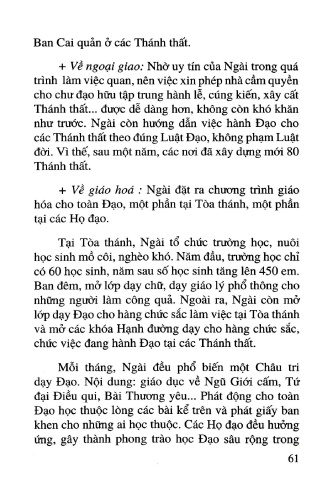 Ban Cai quản ở các Thánh thất.
+ Về ngoại giao: Nhờ uy tín của Ngài trong quá
trình làm việc quan, nên việc xin phép nhà cầm quyền
cho chư đạo hữu tập trung hành lễ, cúng kiến, xây cất
Thánh thất... được dễ dàng hơn, không còn khó khăn
như trước. Ngài còn hướng dẫn việc hành Đạo cho
các Thánh thất theo đúng Luật Đạo, không phạm Luật
đời. Vì thế, sau một năm, các nơi đã xây dựng mới 80
Thánh thất.
+ Về giáo hoá : Ngài đặt ra chương trình giáo
hóa cho toàn Đạo, một phần tại Tòa thánh, một phần
tại các Họ đạo.
Tại Tòa thánh, Ngài tổ chức trường học, nuôi
học sinh mồ côi, nghèo khó. Năm đầu, trường học chỉ
có 60 học sinh, năm sau số học sinh tăng lên 450 em.
Ban đêm, mở lớp dạy chữ, dạy giáo lý phổ thông cho
những người làm công quả. Ngoài ra, Ngài còn mở
lớp dạy Đạo cho hàng chức sắc làm việc tại Tòa thánh
và mở các khóa Hạnh đường dạy cho hàng chức sắc,
chức việc đang hành Đạo tại các Thánh thất.
Mỗi tháng, Ngài đều phổ biến một Châu tri
dạy Đạo. Nội dung: giáo dục về Ngũ Giới cấm, Tứ
đại Điều qui, Bài Thương yêu... Phát động cho toàn
Đạo học thuộc lòng các bài kể trên và phát giấy ban
khen cho những ai học thuộc. Các Họ đạo đều hưởng
ứng, gây thành phong trào học Đạo sâu rộng trong
61